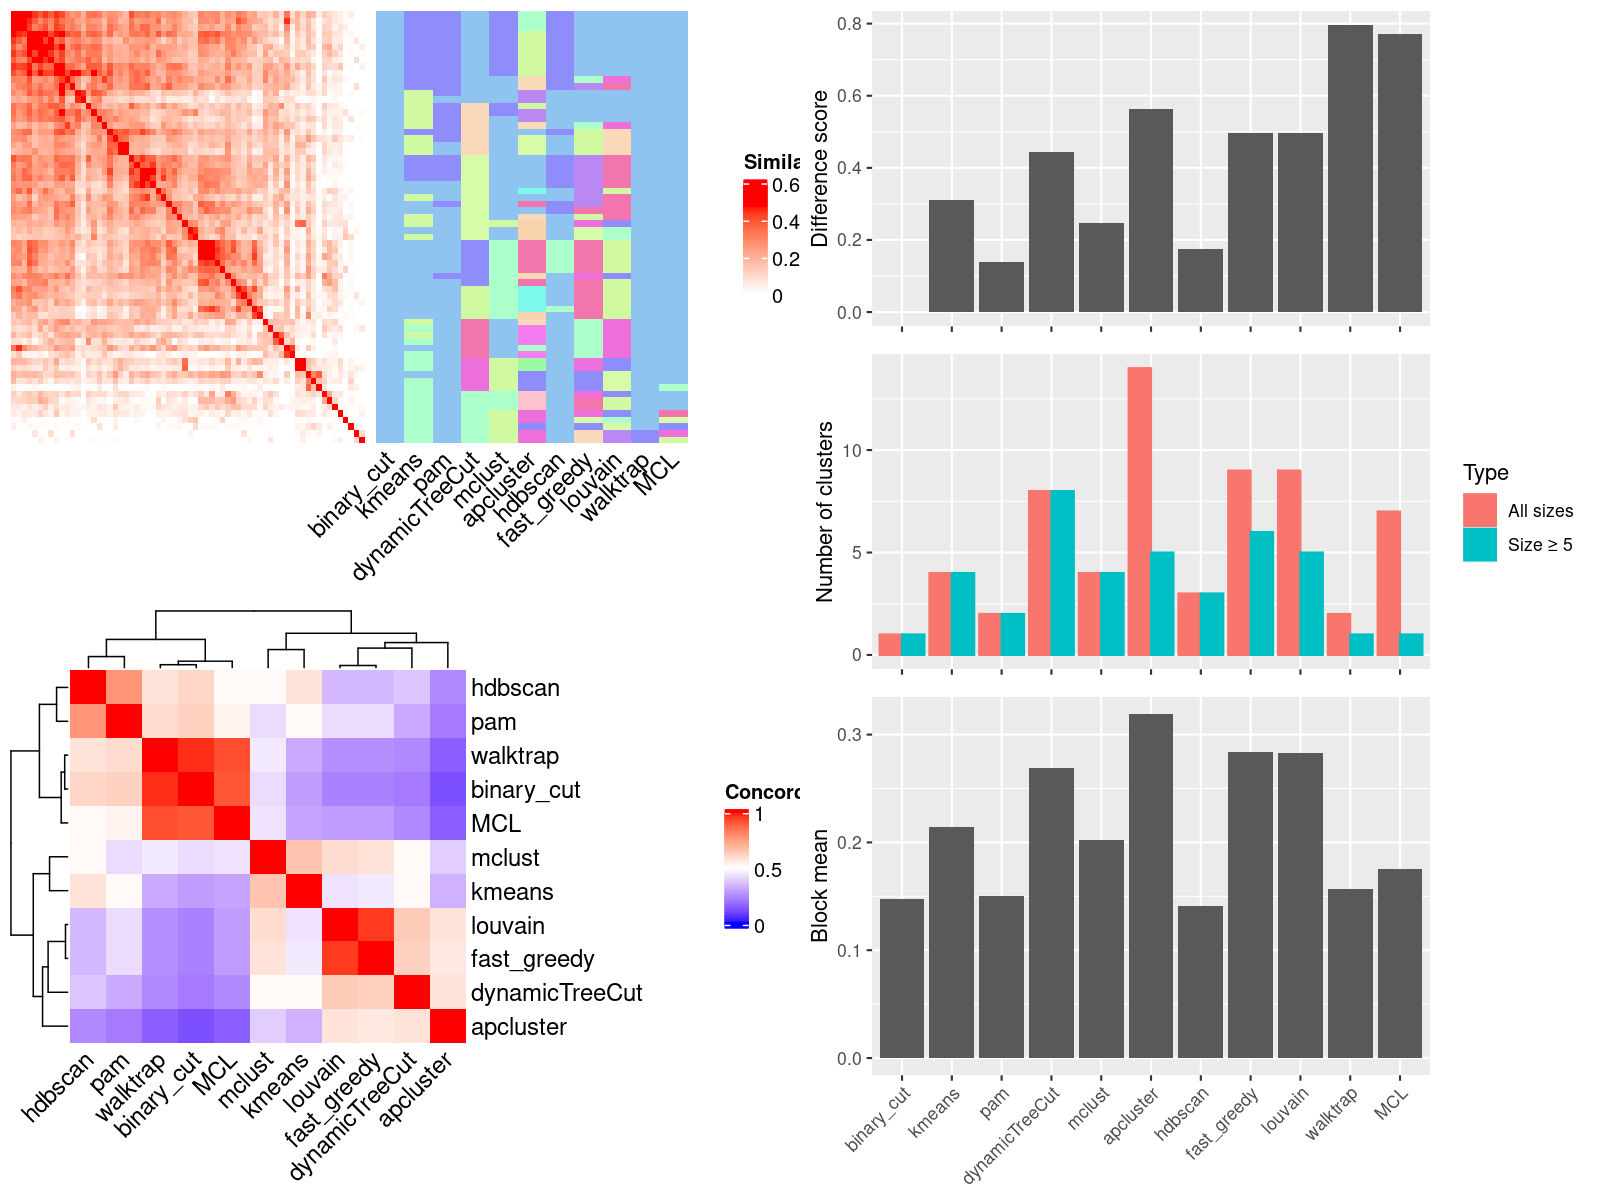 Simila
0.6
0.4
0.2
0
binary_cut
kmeans
pam
dynamicTreeCut
mclust
apcluster
hdbscan
fast_greedy
louvain
walktrap
MCL
Difference score
0.8
0.6
0.4
0.2
0.0
Number of clusters
10
5
0
Type
All sizes
Size ≥ 5
hdbscan
pam
walktrap
binary_cut
MCL
mclust
kmeans
louvain
fast_greedy
dynamicTreeCut
apcluster
hdbscan
pam
walktrap
binary_cut
MCL
mclust
kmeans
louvain
fast_greedy
dynamicTreeCut
apcluster
Concord
1
0.5
0
Block mean
0.3
0.2
0.1
0.0
binary_cut
kmeans
pam
dynamicTreeCut
mclust
apcluster
hdbscan
fast_greedy
louvain
walktrap
MCL